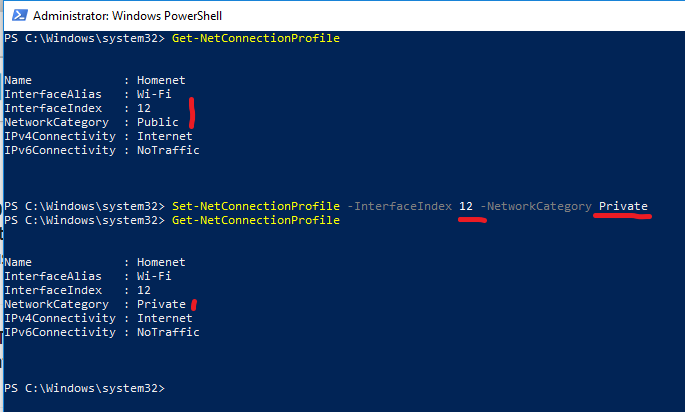 Administrator: Windows PowerShell
PS C:\Windows\system32> Get-NetConnectionProfile
Name             : Homenet
InterfaceAlias   : Wi-Fi
InterfaceIndex   : 12
NetworkCategory  : Public
IPv4Connectivity : Internet
IPv6Connectivity : NoTraffic
PS C:\Windows\system32> Set-NetConnectionProfile -InterfaceIndex 12 -NetworkCategory Private
PS C:\Windows\system32> Get-NetConnectionProfile
Name             : Homenet
InterfaceAlias   : Wi-Fi
InterfaceIndex   : 12
NetworkCategory  : Private
IPv4Connectivity : Internet
IPv6Connectivity : NoTraffic
PS C:\Windows\system32>